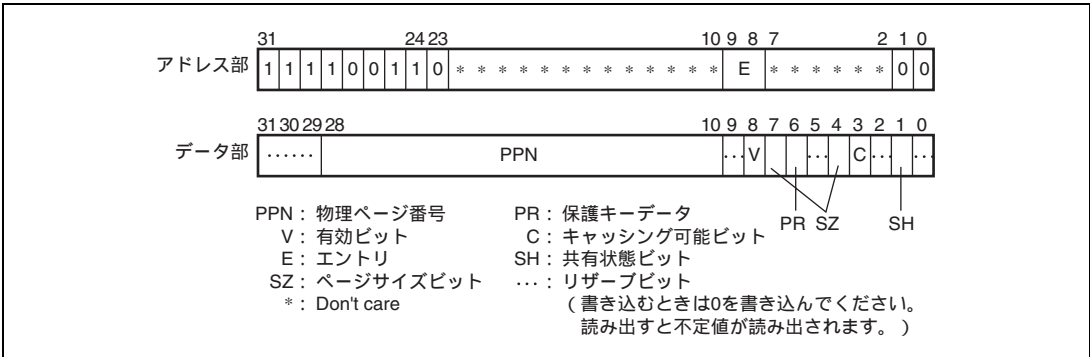 31 24 23 10 9 8 7 2 1 0
アドレス部 1 1 1 1 0 0 1 1 0 * * * * * * * * * * * * * E * * * * * * 0 0
31 30 29 28 10 9 8 7 6 5 4 3 2 1 0
データ部 ...... PPN ... V ... C ... ...
PR SZ SH
PPN : 物理ページ番号 PR : 保護キーデータ
V : 有効ビット C : キャッシング可能ビット
E : エントリ SH : 共有状態ビット
SZ : ページサイズビット ... : リザーブビット
* : Don't care (書き込むときは0を書き込んでください。
読み出すと不定値が読み出されます。)